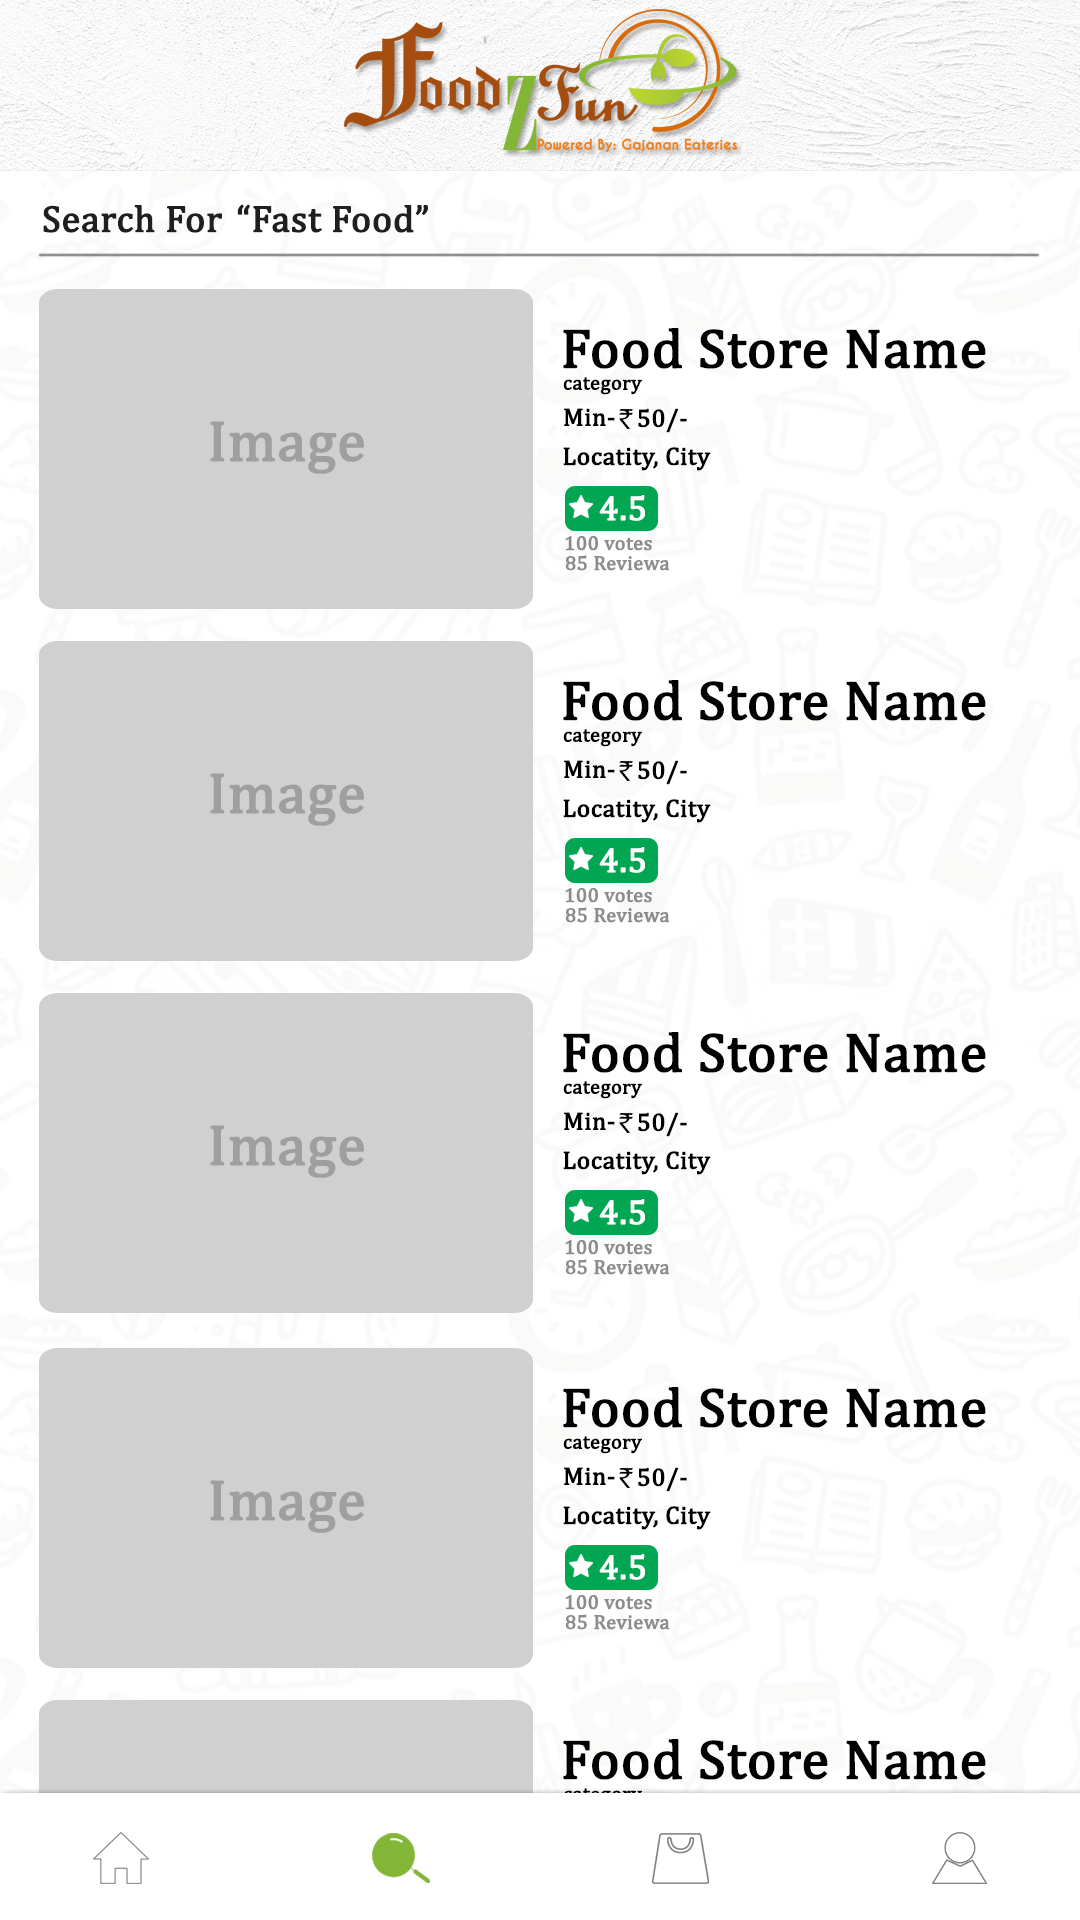 Food Z Fun
Powered By: Gajanan Eateries
Search For “Fast Food”
Image
Food Store Name
category
Min-₹50/-
Locatity, City
4.5
100 votes
85 Reviewa
Image
Food Store Name
category
Min-₹50/-
Locatity, City
4.5
100 votes
85 Reviewa
Image
Food Store Name
category
Min-₹50/-
Locatity, City
4.5
100 votes
85 Reviewa
Image
Food Store Name
category
Min-₹50/-
Locatity, City
4.5
100 votes
85 Reviewa
Food Store Name
category